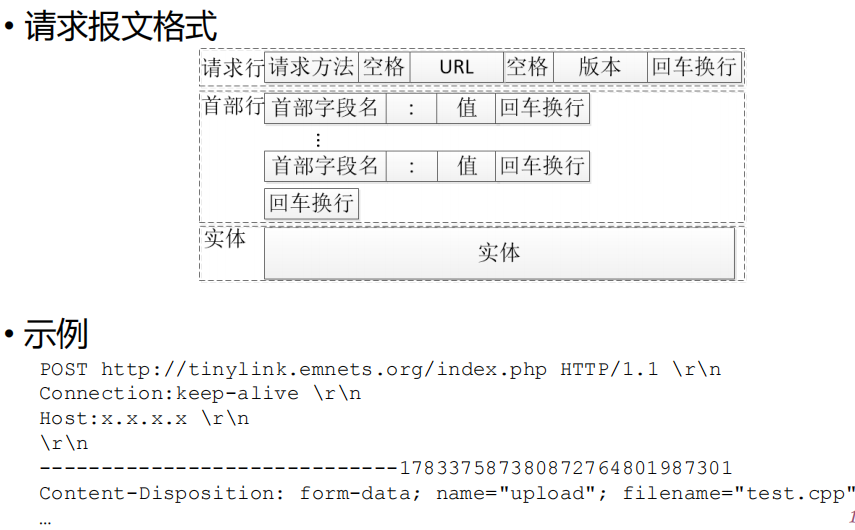 • 请求报文格式
请求行 请求方法 空格 URL 空格 版本 回车换行
首部行 首部字段名 : 值 回车换行
⋮
首部字段名 : 值 回车换行
回车换行
实体
实体
• 示例
POST http://tinylink.emnets.org/index.php HTTP/1.1 \r\n
Connection:keep-alive \r\n
Host:x.x.x.x \r\n
\r\n
-----------------------------1783375873808727648​01987301
Content-Disposition: form-data; name="upload"; filename="test.cpp"
…
1